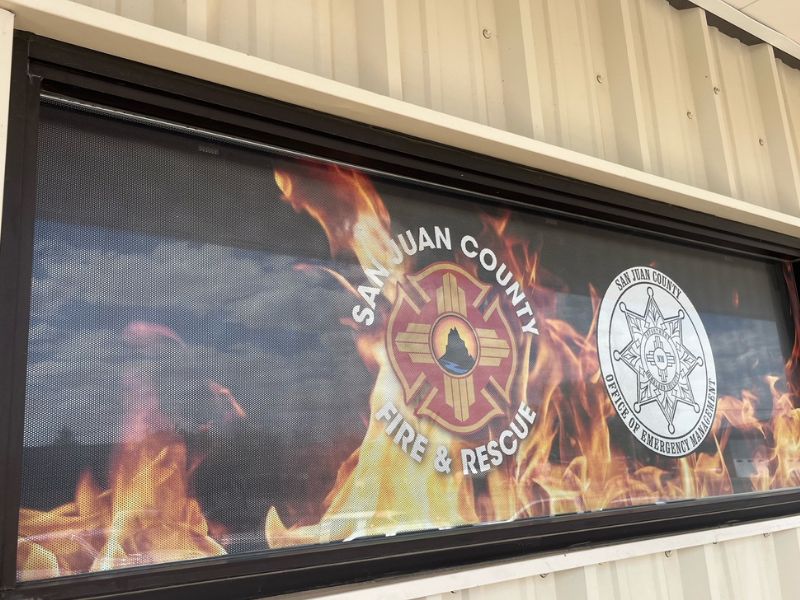 SAN JUAN COUNTY
FIRE & RESCUE
SAN JUAN COUNTY
OFFICE OF EMERGENCY MANAGEMENT